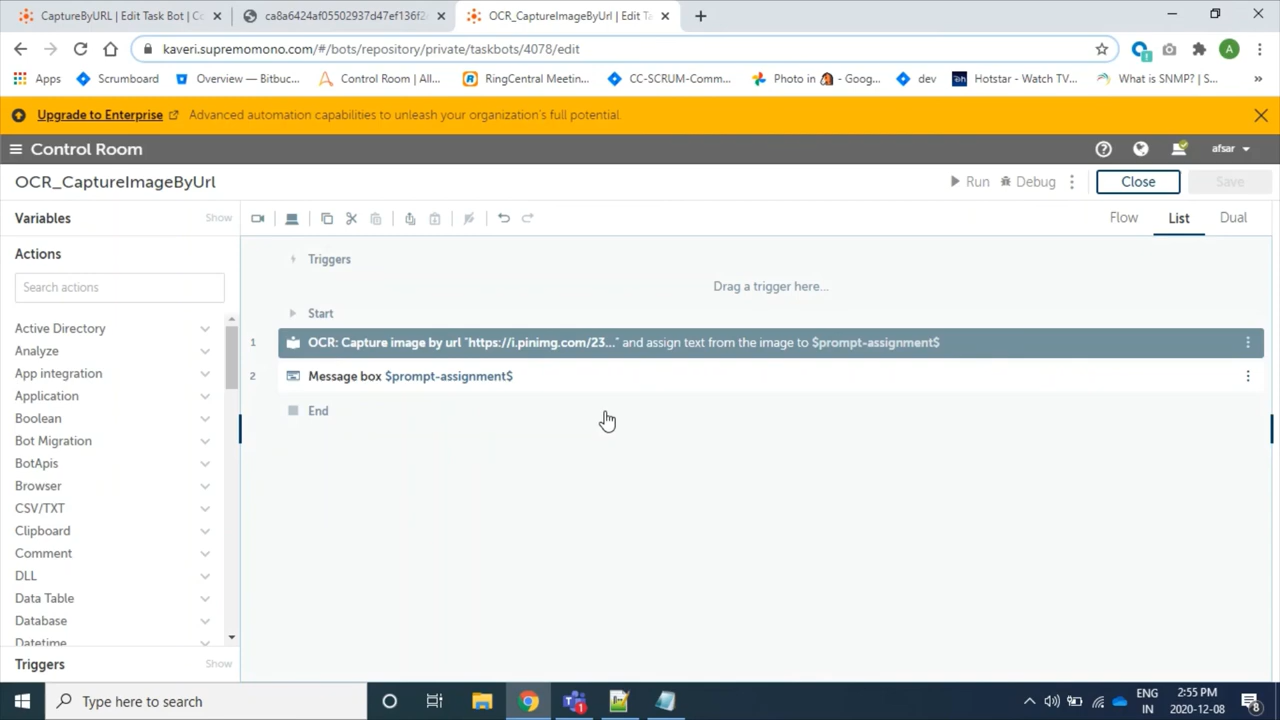 CaptureByURL | Edit Task Bot | Co
ca8a6424af05502937d47ef136f2
OCR_CaptureImageByUrl | Edit Ta
kaveri.supremomono.com/#/bots/repository/private/taskbots/4078/edit
A
Apps
Scrumboard
Overview — Bitbuc...
Control Room | All...
RingCentral Meetin...
CC-SCRUM-Comm...
Photo in
- Goog...
dev
Hotstar - Watch TV...
What is SNMP? | S...
»
Upgrade to Enterprise
Advanced automation capabilities to unleash your organization's full potential.
Control Room
afsar
OCR_CaptureImageByUrl
Run
Debug
Close
Save
Variables
Show
Flow
List
Dual
Actions
Search actions
Active Directory
Analyze
App integration
Application
Boolean
Bot Migration
BotApis
Browser
CSV/TXT
Clipboard
Comment
DLL
Data Table
Database
Datetime
Triggers
Show
Triggers
Drag a trigger here...
Start
1 OCR: Capture image by url "https://i.pinimg.com/23..." and assign text from the image to $prompt-assignment$
2 Message box $prompt-assignment$
End
Type here to search
1
ENG
IN
2:55 PM
2020-12-08
8